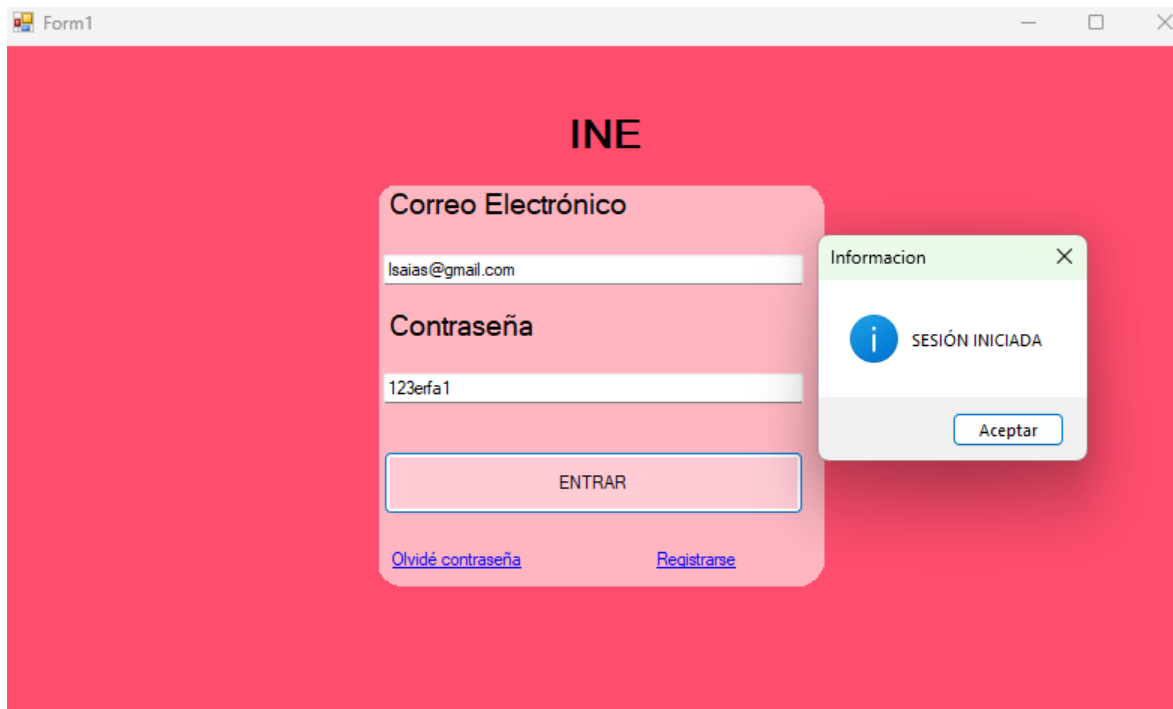 Form1
INE
Correo Electrónico
Isaias@gmail.com
Contraseña
123erfa1
ENTRAR
Olvidé contraseña
Registrarse
Informacion
SESIÓN INICIADA
Aceptar